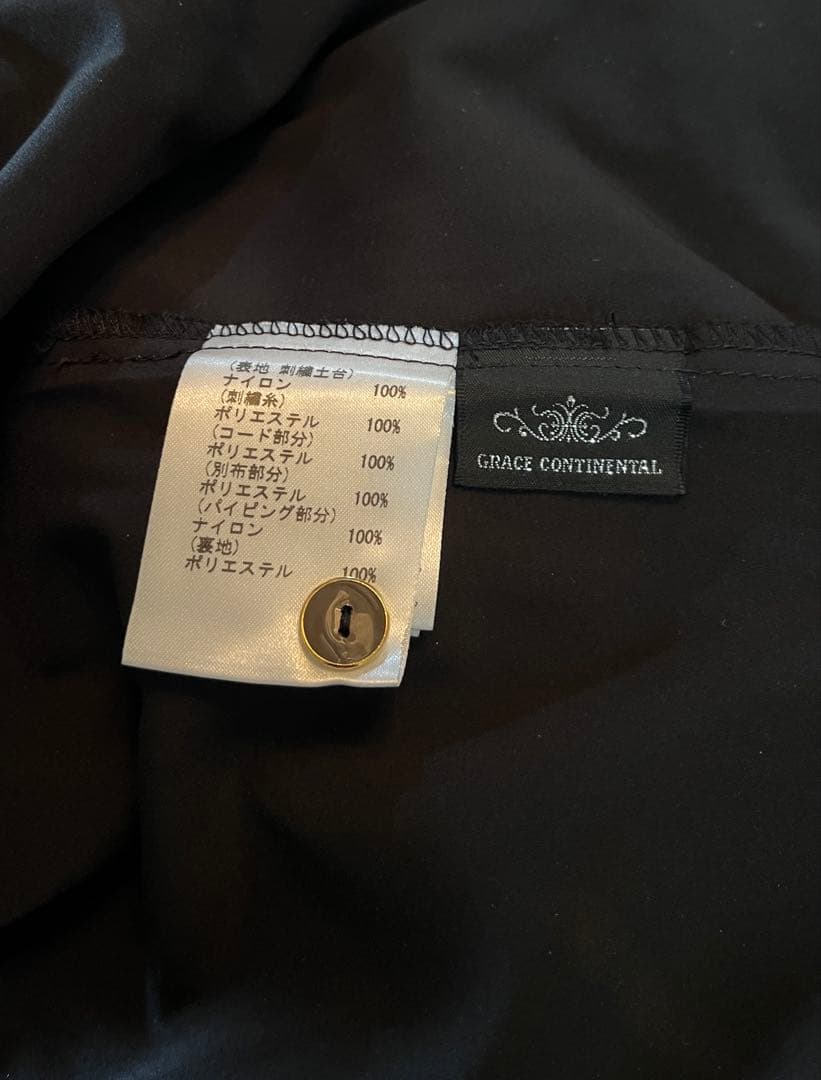 (表地 刺繍土台)
ナイロン 100%
(刺繍糸)
ポリエステル 100%
(コード部分)
ポリエステル 100%
(別布部分)
ポリエステル 100%
(パイピング部分)
ナイロン 100%
(裏地)
ポリエステル 100%
GRACE CONTINENTAL